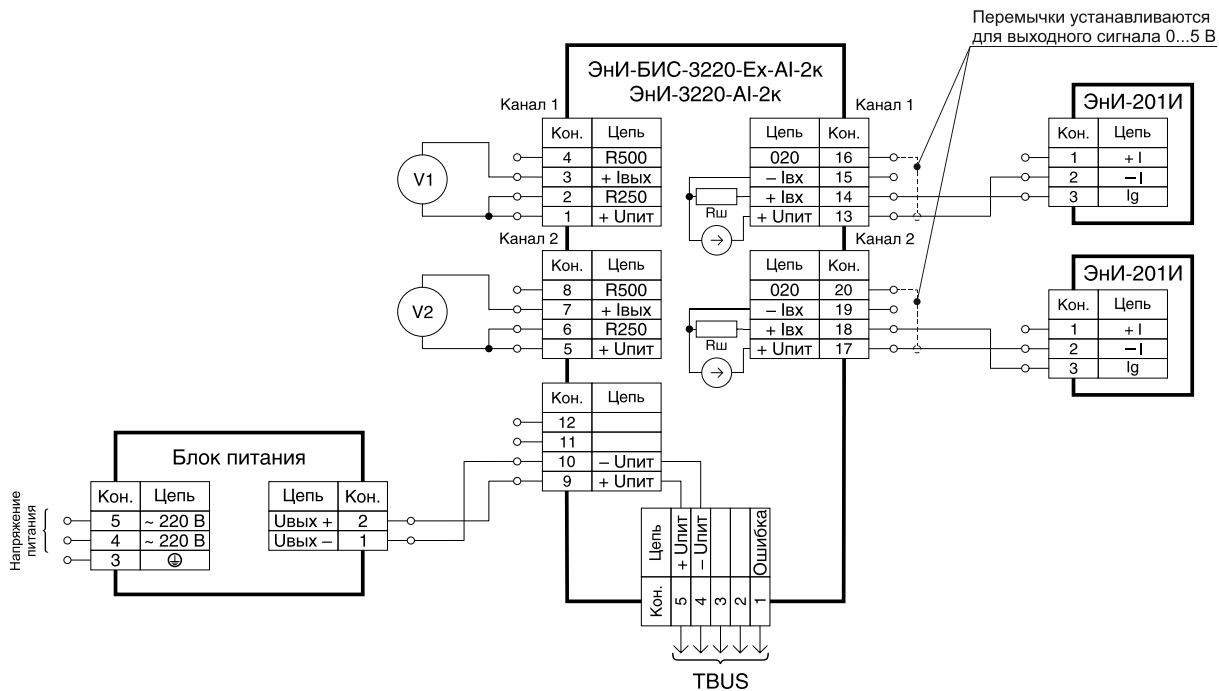 Перемычки устанавливаются
для выходного сигнала 0...5 В
ЭнИ-БИС-3220-Ex-AI-2к
ЭнИ-3220-AI-2к
Канал 1
Кон. Цепь
4 R500
3 + Iвых
2 R250
1 + Uпит
V1
Канал 1
Цепь Кон.
020 16
– Iвх 15
+ Iвх 14
+ Uпит 13
Rш
ЭнИ-201И
Кон. Цепь
1 + I
2 – I
3 Ig
Канал 2
Кон. Цепь
8 R500
7 + Iвых
6 R250
5 + Uпит
V2
Канал 2
Цепь Кон.
020 20
– Iвх 19
+ Iвх 18
+ Uпит 17
Rш
ЭнИ-201И
Кон. Цепь
1 + I
2 – I
3 Ig
Кон. Цепь
12
11
10 – Uпит
9 + Uпит
Блок питания
Напряжение
питания
Кон. Цепь
5 ~ 220 В
4 ~ 220 В
3
Цепь Кон.
Uвых + 2
Uвых – 1
Цепь + Uпит – Uпит Ошибка
Кон. 5 4 3 2 1
TBUS